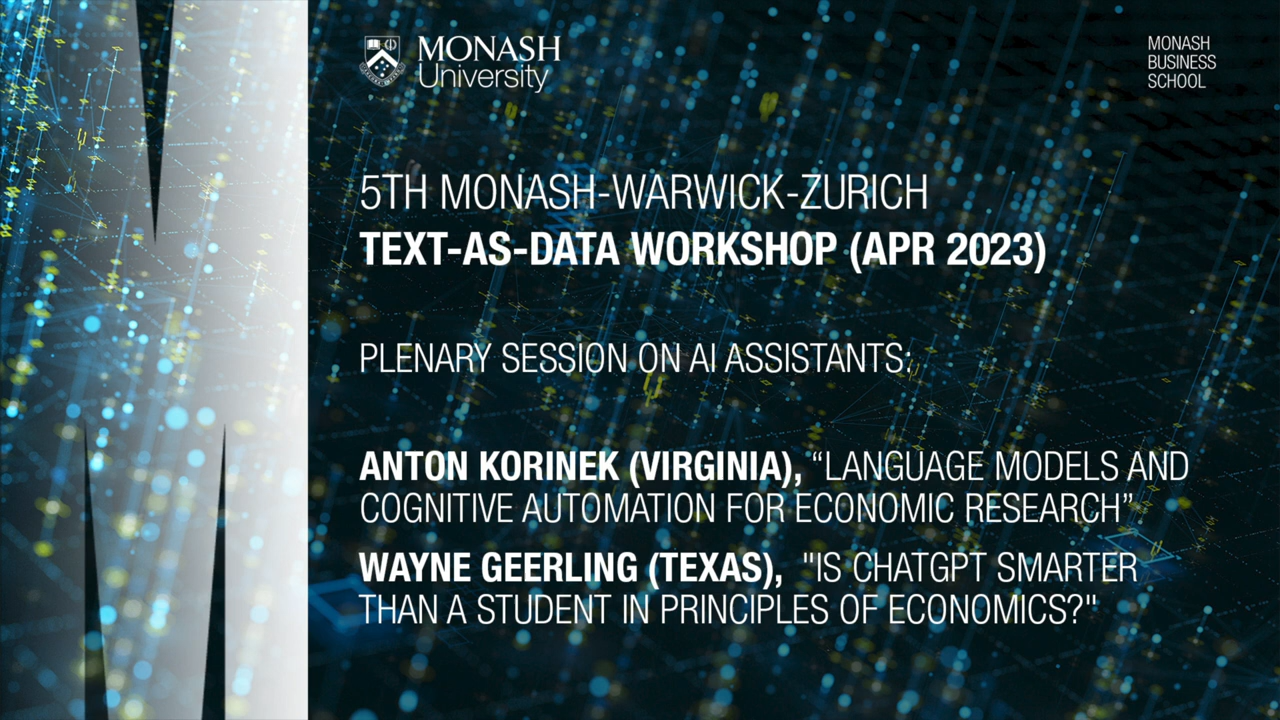 MONASH
University
MONASH
BUSINESS
SCHOOL
5TH MONASH-WARWICK-ZURICH
TEXT-AS-DATA WORKSHOP (APR 2023)
PLENARY SESSION ON AI ASSISTANTS:
ANTON KORINEK (VIRGINIA), “LANGUAGE MODELS AND
COGNITIVE AUTOMATION FOR ECONOMIC RESEARCH”
WAYNE GEERLING (TEXAS), "IS CHATGPT SMARTER
THAN A STUDENT IN PRINCIPLES OF ECONOMICS?"